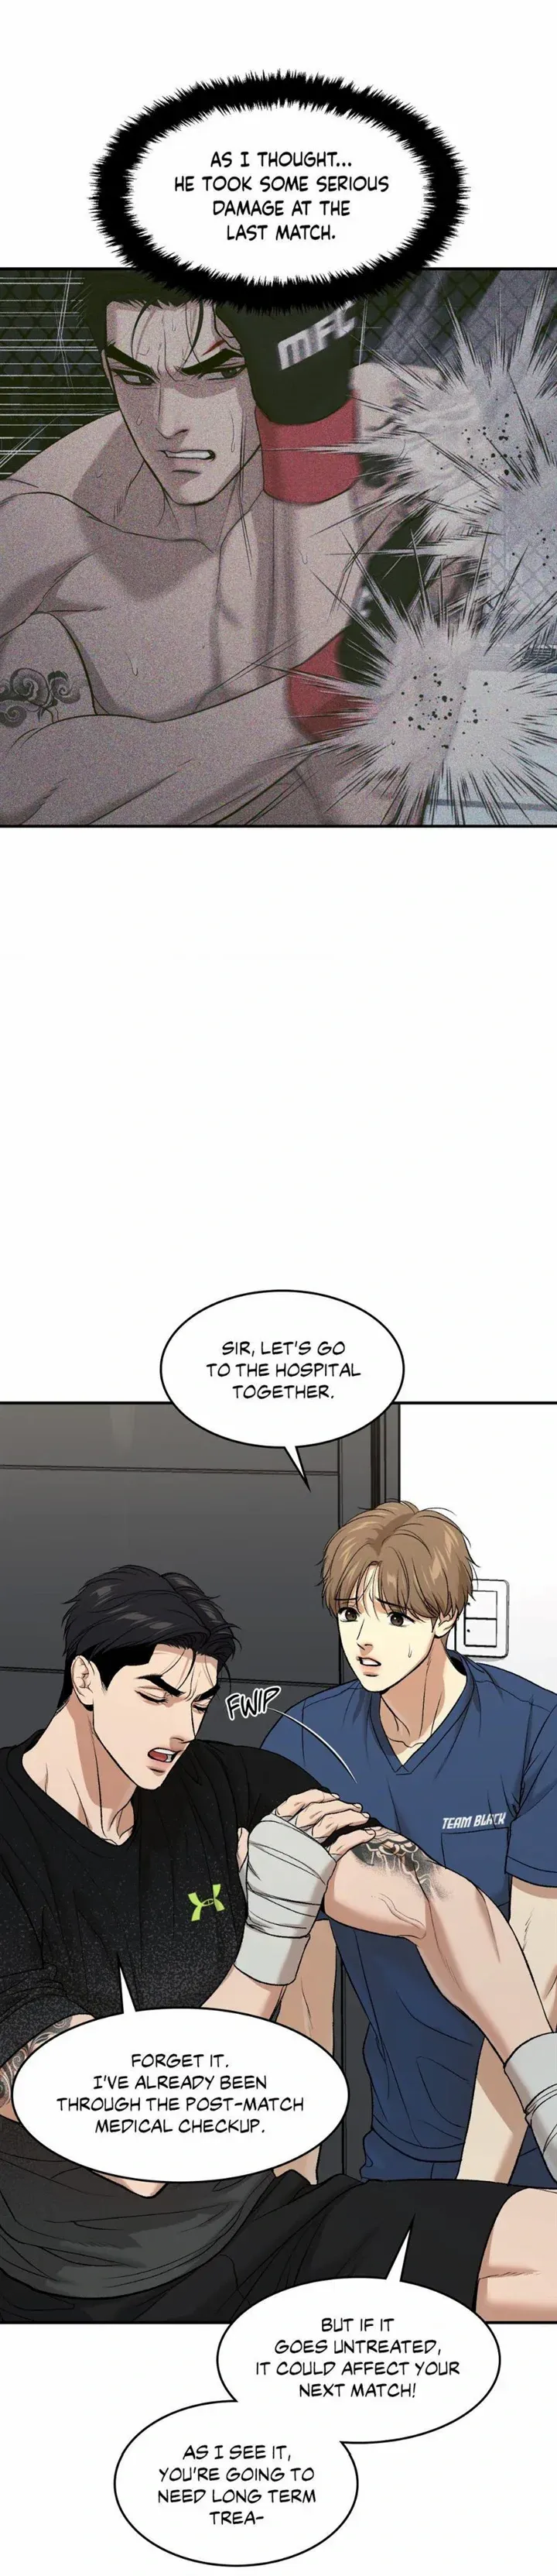 AS I THOUGHT...
HE TOOK SOME SERIOUS
DAMAGE AT THE
LAST MATCH.
MFC
SIR, LET'S GO
TO THE HOSPITAL
TOGETHER.
FWIP
TEAM BLACK
FORGET IT.
I'VE ALREADY BEEN
THROUGH THE POST-MATCH
MEDICAL CHECKUP.
BUT IF IT
GOES UNTREATED,
IT COULD AFFECT YOUR
NEXT MATCH!
AS I SEE IT,
YOU'RE GOING TO
NEED LONG TERM
TREA-